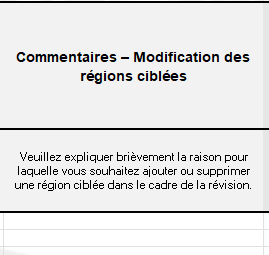 Commentaires – Modification des
régions ciblées
Veuillez expliquer brièvement la raison pour
laquelle vous souhaitez ajouter ou supprimer
une région ciblée dans le cadre de la révision.